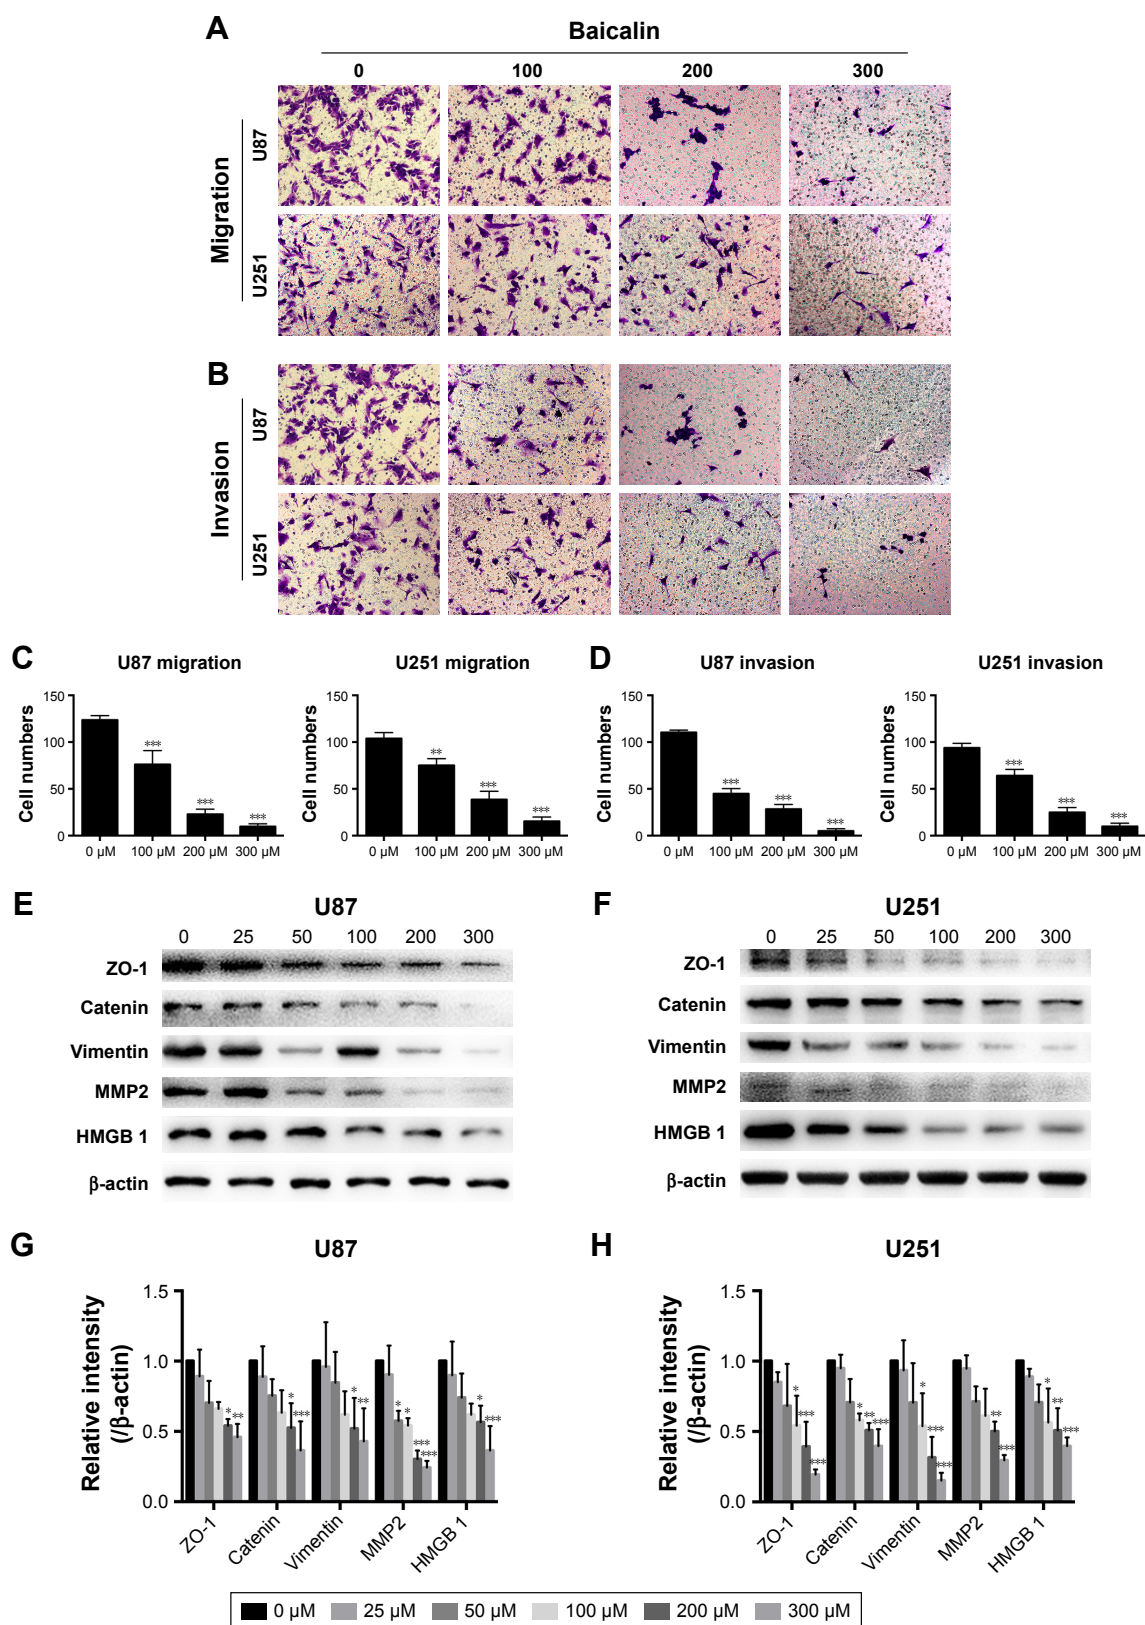 A
Baicalin
0 100 200 300
Migration
U87
U251
B
Invasion
U87
U251
C
U87 migration
Cell numbers
150
100
50
0
***
***
***
0 µM 100 µM 200 µM 300 µM
U251 migration
Cell numbers
150
100
50
0
**
***
***
0 µM 100 µM 200 µM 300 µM
D
U87 invasion
Cell numbers
150
100
50
0
***
***
***
0 µM 100 µM 200 µM 300 µM
U251 invasion
Cell numbers
150
100
50
0
***
***
***
0 µM 100 µM 200 µM 300 µM
E
U87
0 25 50 100 200 300
ZO-1
Catenin
Vimentin
MMP2
HMGB 1
β-actin
F
U251
0 25 50 100 200 300
ZO-1
Catenin
Vimentin
MMP2
HMGB 1
β-actin
G
U87
Relative intensity
(/β-actin)
1.5
1.0
0.5
0.0
* **
* ***
* **
* * *** ***
* ***
ZO-1 Catenin Vimentin MMP2 HMGB 1
H
U251
Relative intensity
(/β-actin)
1.5
1.0
0.5
0.0
* *** ***
* ** ***
* *** ***
** ***
* ** ***
ZO-1 Catenin Vimentin MMP2 HMGB 1
0 µM 25 µM 50 µM 100 µM 200 µM 300 µM